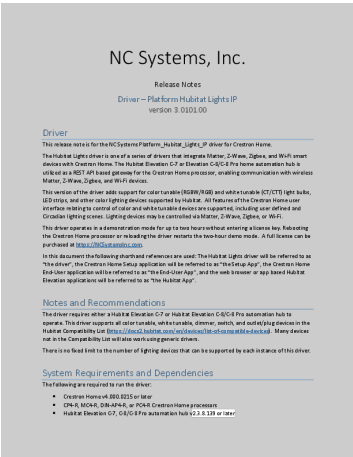 NC Systems, Inc.
Release Notes
Driver – Platform Hubitat Lights IP
version 3.0101.00
Driver
This release note is for the NCSystems Platform_Hubitat_Lights_IP driver for Crestron Home.
The Hubitat Lights driver is one of a series of drivers that integrate Matter, Z-Wave, Zigbee, and Wi-Fi smart
devices with Crestron Home. The Hubitat Elevation C-7 or Elevation C-8/C-8 Pro home automation hub is
utilized as a REST API based gateway for the Crestron Home processor, enabling communication with wireless
Matter, Z-Wave, Zigbee, and Wi-Fi devices.
This version of the driver adds support for color tunable (RGBW/RGB) and white tunable (CT/CTT) light bulbs,
LED strips, and other color lighting devices supported by Hubitat. All features of the Crestron Home user
interface relating to control of color and white tunable devices are supported, including user defined and
Circadian lighting scenes. Lighting devices may be controlled via Matter, Z-Wave, Zigbee, or Wi-Fi.
This driver operates in a demonstration mode for up to two hours without entering a license key. Rebooting
the Crestron Home processor or reloading the driver restarts the two-hour demo mode. A full license can be
purchased at https://NCSystemsInc.com.
In this document the following shorthand references are used: The Hubitat Lights driver will be referred to as
"the driver", the Crestron Home Setup application will be referred to as "the Setup App", the Crestron Home
End-User application will be referred to as "the End-User App", and the web browser or app based Hubitat
Elevation applications will be referred to as "the Hubitat App".
Notes and Recommendations
The driver requires either a Hubitat Elevation C-7 or Hubitat Elevation C-8/C-8 Pro automation hub to
operate. This driver supports all color tunable, white tunable, dimmer, switch, and outlet/plug devices in the
Hubitat Compatibility List (https://docs2.hubitat.com/en/devices/list-of-compatible-devices). Many devices
not in the Compatibility List will also work using generic drivers.
There is no fixed limit to the number of lighting devices that can be supported by each instance of this driver.
System Requirements and Dependencies
The following are required to run the driver:
• Crestron Home v4.000.0215 or later
• CP4-R, MC4-R, DIN-AP4-R, or PC4-R Crestron Home processors
• Hubitat Elevation C-7, C-8/C-8 Pro automation hub v2.3.8.139 or later